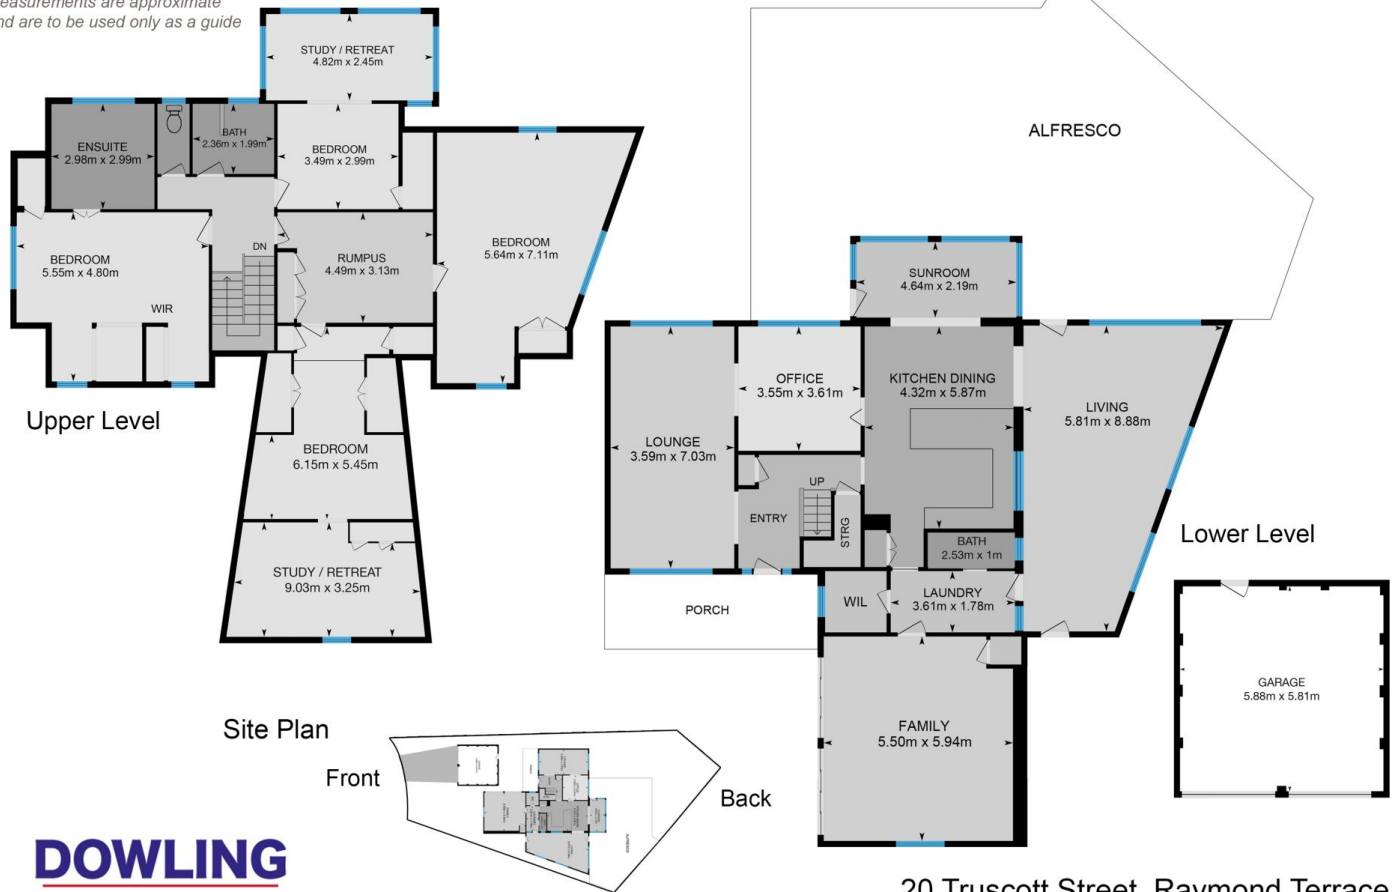 measurements are approximate
and are to be used only as a guide
STUDY / RETREAT
4.82m x 2.45m
ENSUITE
2.98m x 2.99m
BATH
2.36m x 1.99m
BEDROOM
3.49m x 2.99m
BEDROOM
5.55m x 4.80m
WIR
DN
RUMPUS
4.49m x 3.13m
BEDROOM
5.64m x 7.11m
Upper Level
BEDROOM
6.15m x 5.45m
STUDY / RETREAT
9.03m x 3.25m
ALFRESCO
SUNROOM
4.64m x 2.19m
OFFICE
3.55m x 3.61m
KITCHEN DINING
4.32m x 5.87m
LIVING
5.81m x 8.88m
LOUNGE
3.59m x 7.03m
ENTRY
UP
STRG
BATH
2.53m x 1m
PORCH
WIL
LAUNDRY
3.61m x 1.78m
FAMILY
5.50m x 5.94m
Lower Level
GARAGE
5.88m x 5.81m
Site Plan
Front
Back
ALFRESCO
DOWLING
20 Truscott Street, Raymond Terrace